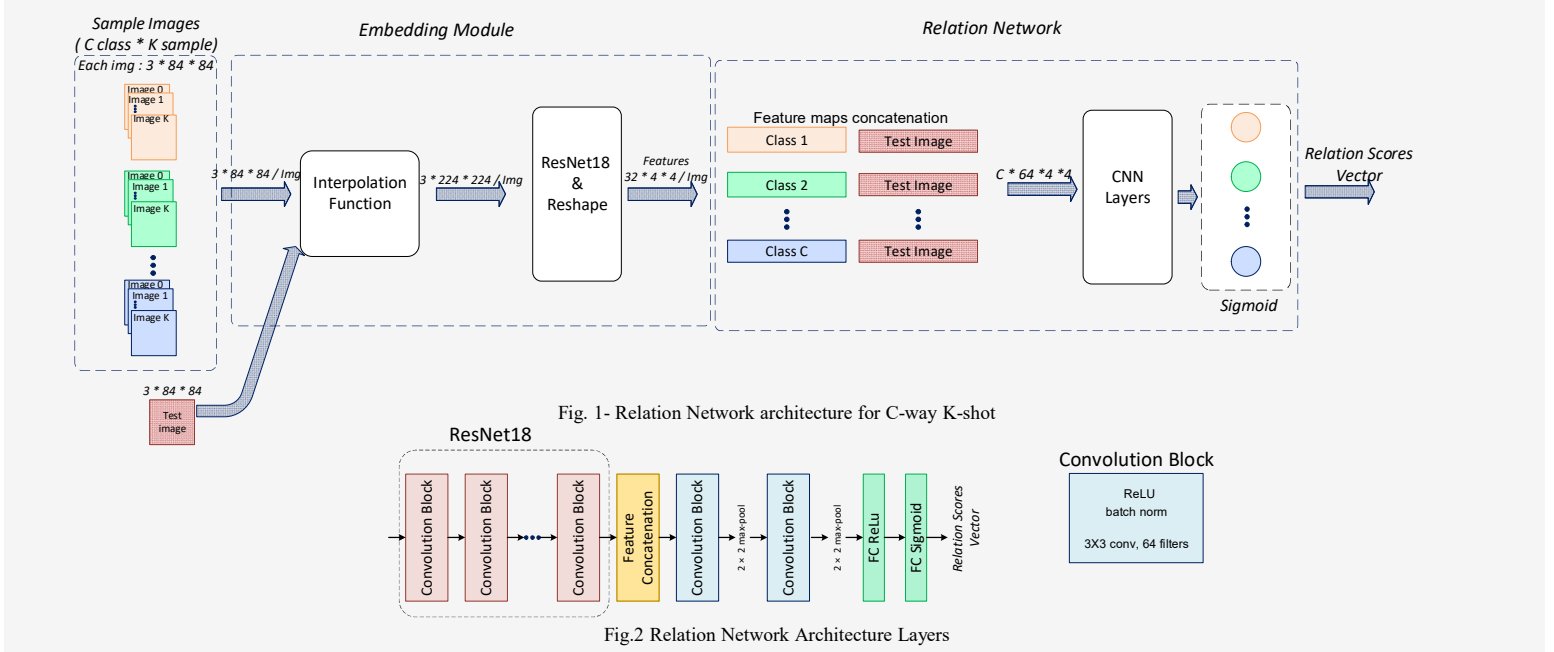 Sample Images
( C class * K sample)
Each img : 3 * 84 * 84
Image 0
Image 1
Image K
Image 0
Image 1
Image K
Image 0
Image 1
Image K
3 * 84 * 84
Test
image
Embedding Module
3 * 84 * 84 / Img
Interpolation
Function
3 * 224 * 224 / Img
ResNet18
&
Reshape
Features
32 * 4 * 4 / Img
Relation Network
Feature maps concatenation
Class 1
Test Image
Class 2
Test Image
Class C
Test Image
C * 64 *4 *4
CNN
Layers
Sigmoid
Relation Scores
Vector
Fig. 1- Relation Network architecture for C-way K-shot
ResNet18
Convolution Block
Convolution Block
Convolution Block
Feature
Concatenation
Convolution Block
2 × 2 max-pool
Convolution Block
2 × 2 max-pool
FC ReLu
FC Sigmoid
Relation Scores
Vector
Convolution Block
ReLU
batch norm
3X3 conv, 64 filters
Fig.2 Relation Network Architecture Layers